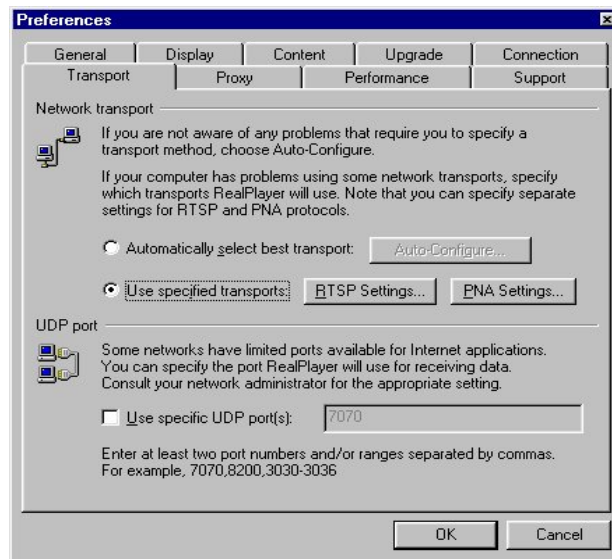 Preferences
General Display Content Upgrade Connection
Transport Proxy Performance Support
Network transport
If you are not aware of any problems that require you to specify a
transport method, choose Auto-Configure.
If your computer has problems using some network transports, specify
which transports RealPlayer will use. Note that you can specify separate
settings for RTSP and PNA protocols.
Automatically select best transport: Auto-Configure...
Use specified transports: RTSP Settings... PNA Settings...
UDP port
Some networks have limited ports available for Internet applications.
You can specify the port RealPlayer will use for receiving data.
Consult your network administrator for the appropriate setting.
Use specific UDP port(s): 7070
Enter at least two port numbers and/or ranges separated by commas.
For example, 7070,8200,3030-3036
OK Cancel